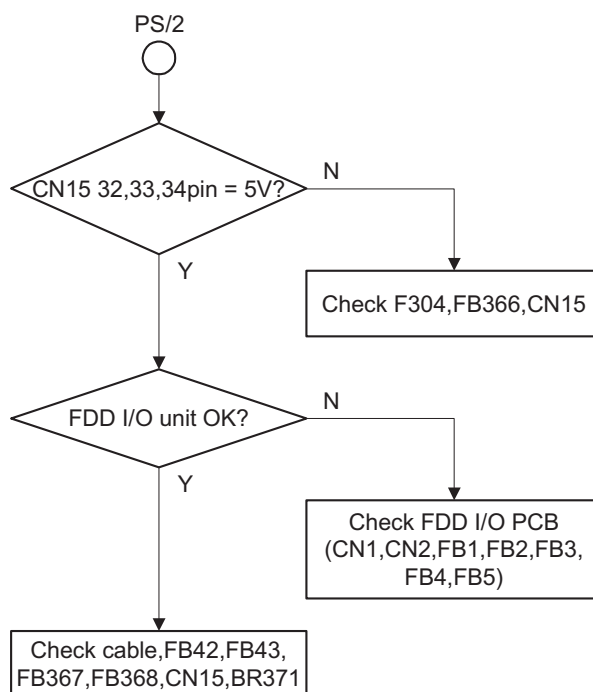 PS/2
CN15 32,33,34pin = 5V?
N
Y
Check F304,FB366,CN15
FDD I/O unit OK?
N
Y
Check FDD I/O PCB
(CN1,CN2,FB1,FB2,FB3,
FB4,FB5)
Check cable,FB42,FB43,
FB367,FB368,CN15,BR371